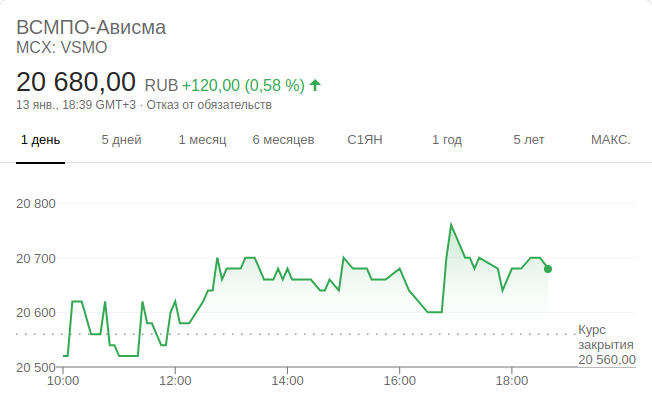 ВСМПО-Ависма
MCX: VSMO
20 680,00 RUB +120,00 (0,58 %)
13 янв., 18:39 GMT+3 · Отказ от обязательств
1 день 5 дней 1 месяц 6 месяцев С1ЯН 1 год 5 лет МАКС.
20 800
20 700
20 600
Курс
закрытия
20 560,00
20 500
10:00 12:00 14:00 16:00 18:00